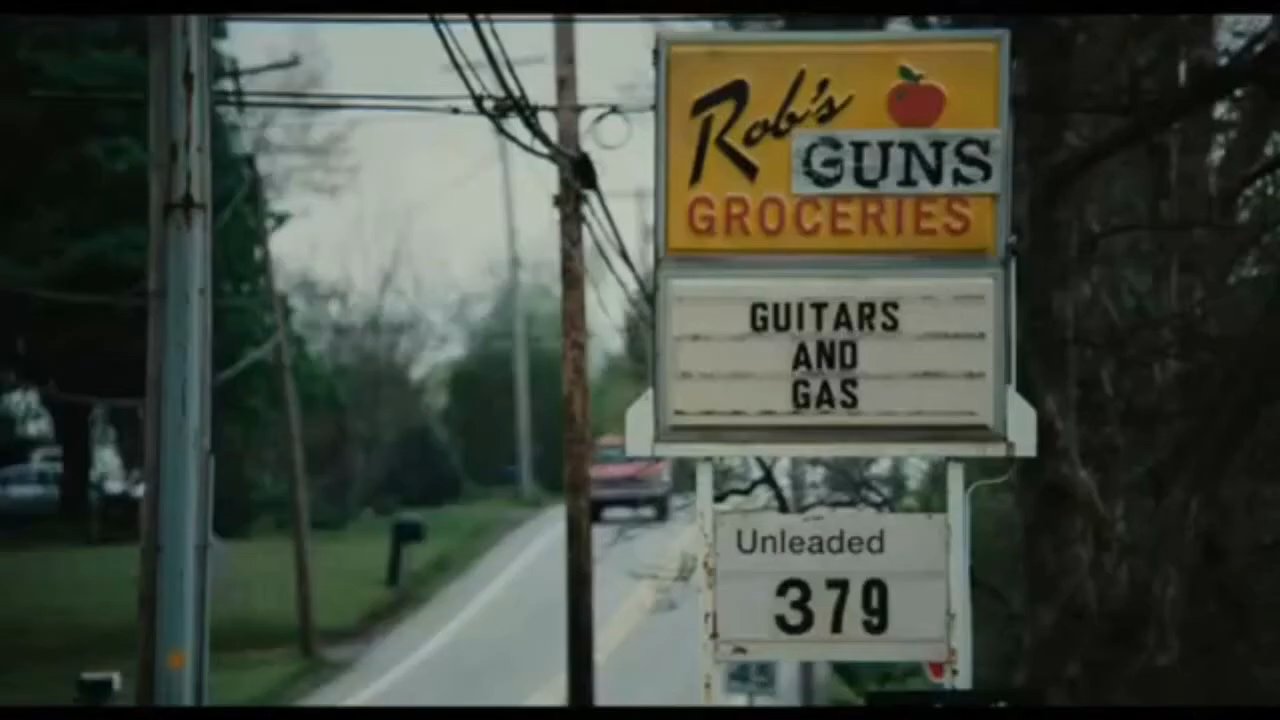 Rob's
GUNS
GROCERIES
GUITARS
AND
GAS
Unleaded
379
45